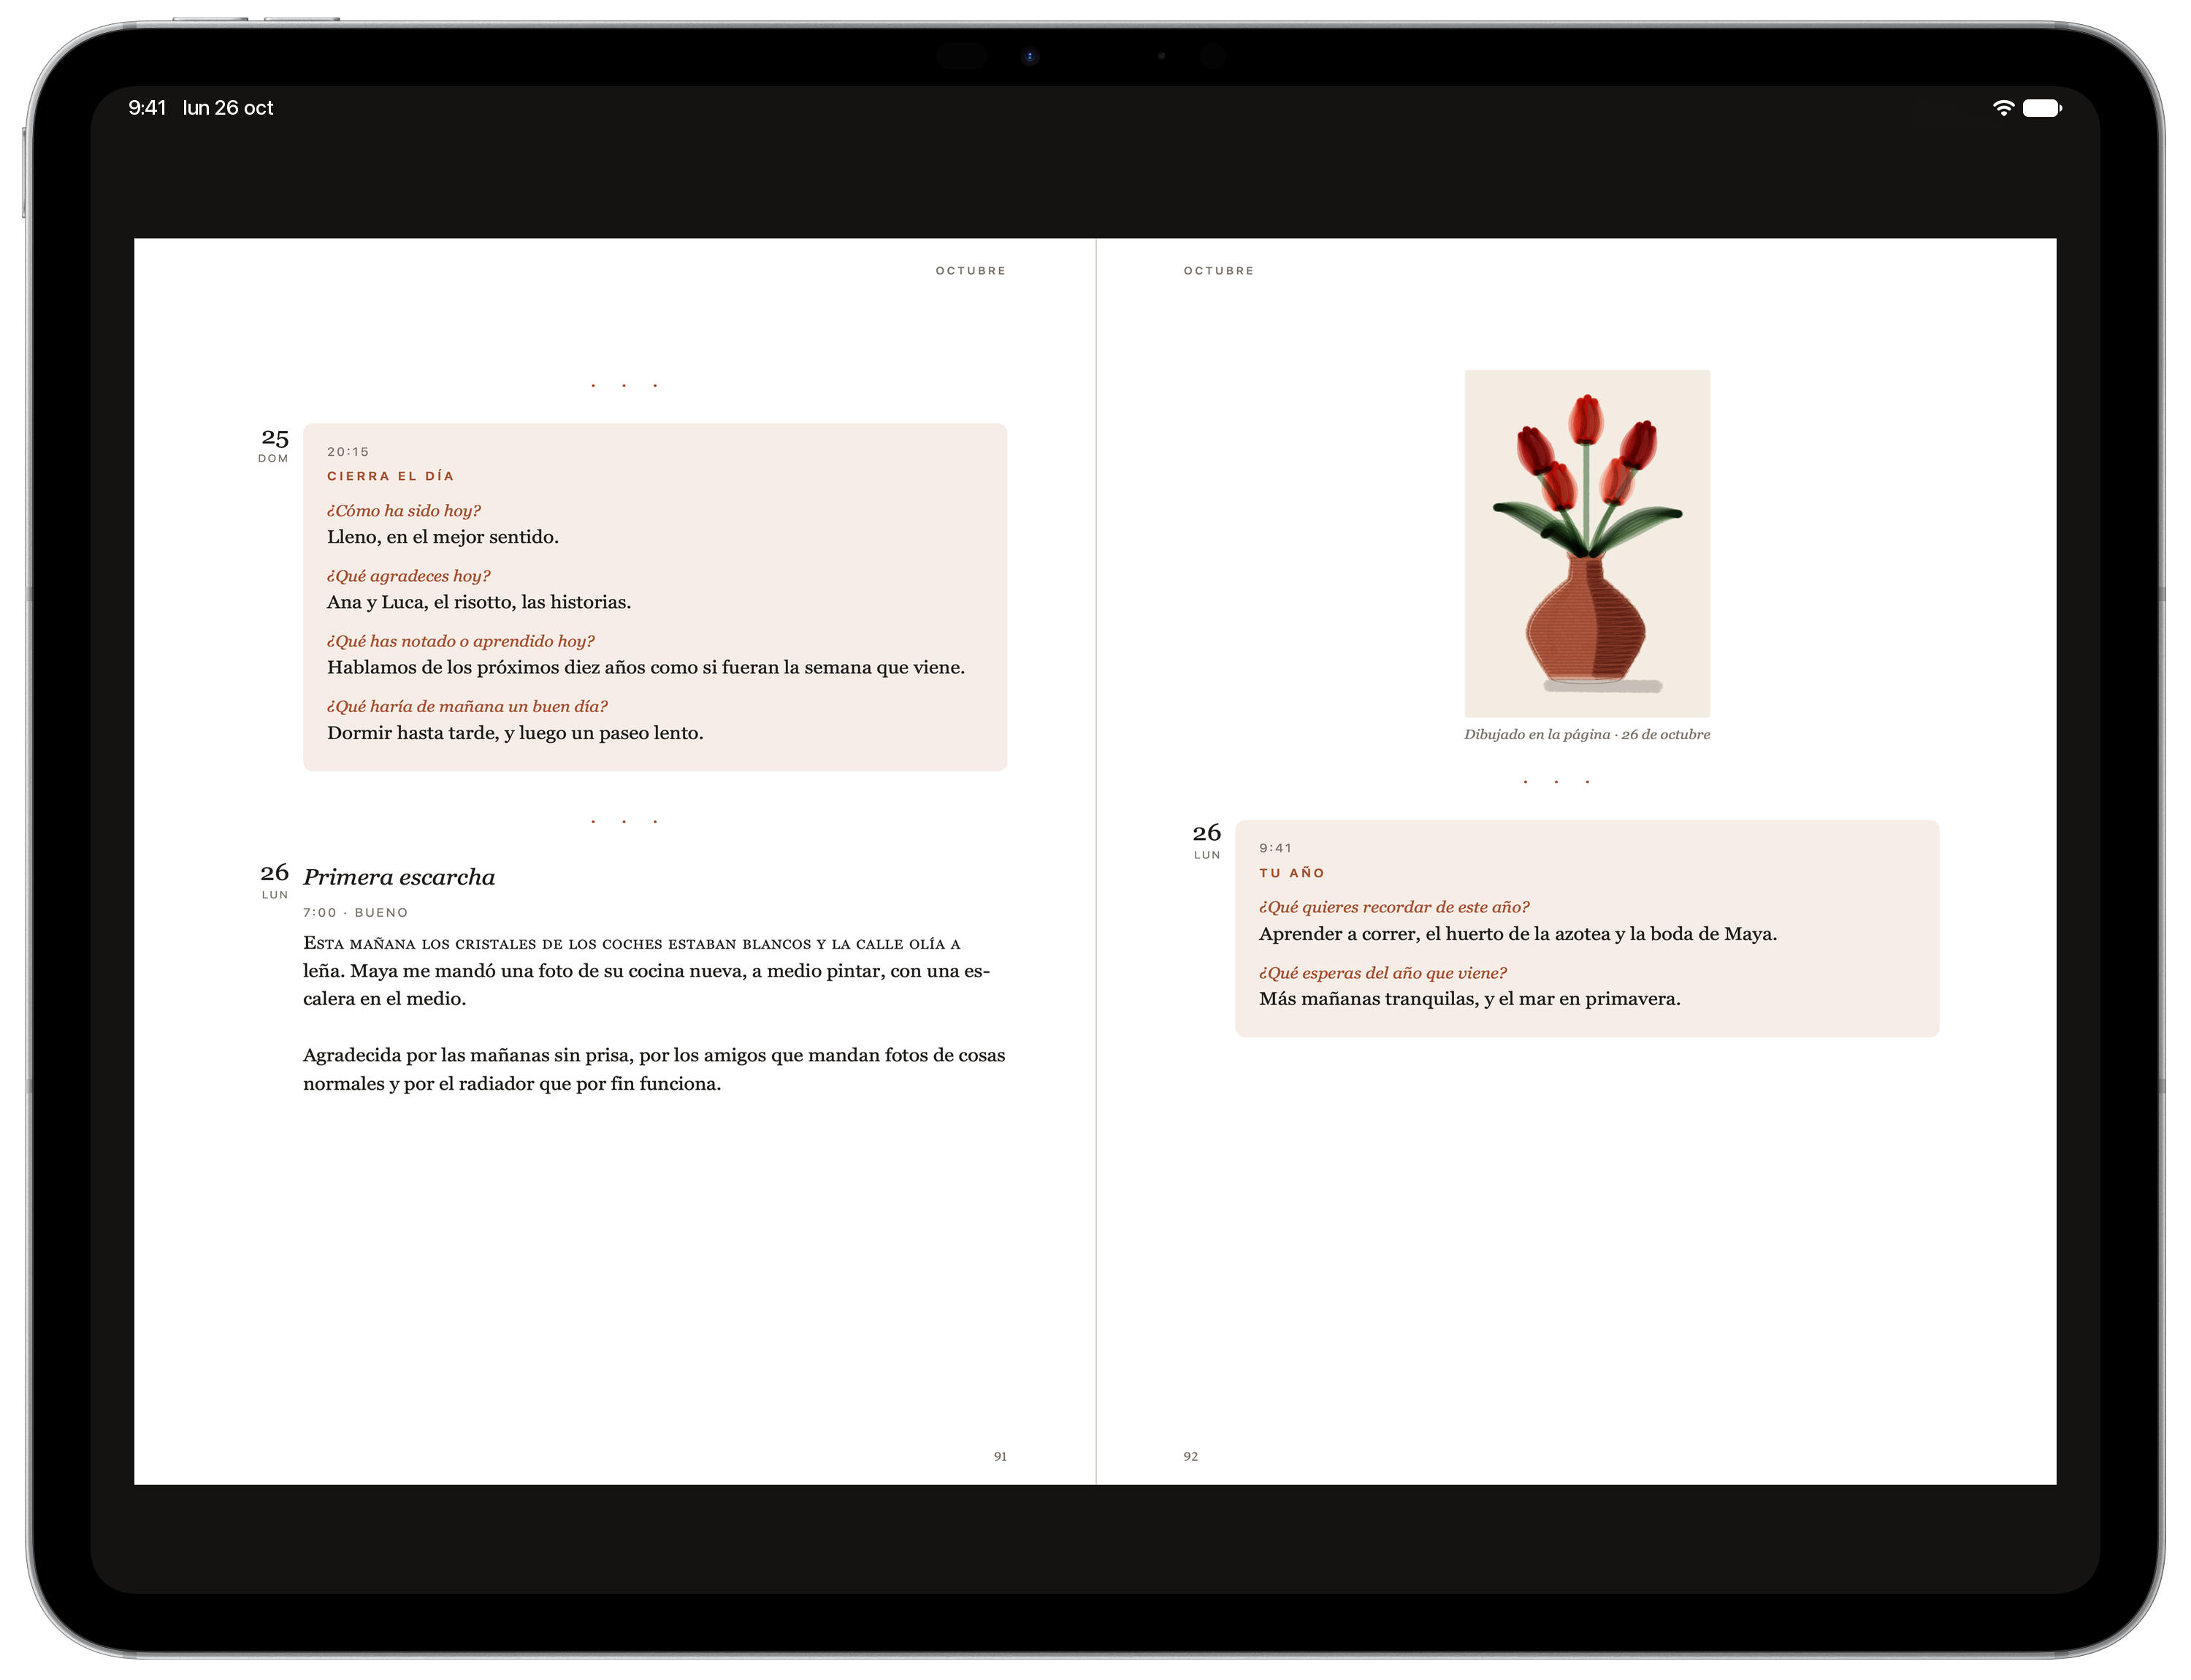 9:41 lun 26 oct
OCTUBRE
25
DOM
20:15
CIERRA EL DÍA
¿Cómo ha sido hoy?
Lleno, en el mejor sentido.
¿Qué agradeces hoy?
Ana y Luca, el risotto, las historias.
¿Qué has notado o aprendido hoy?
Hablamos de los próximos diez años como si fueran la semana que viene.
¿Qué haría de mañana un buen día?
Dormir hasta tarde, y luego un paseo lento.
26
LUN
Primera escarcha
7:00 · BUENO
Esta mañana los cristales de los coches estaban blancos y la calle olía a
leña. Maya me mandó una foto de su cocina nueva, a medio pintar, con una es-
calera en el medio.
Agradecida por las mañanas sin prisa, por los amigos que mandan fotos de cosas
normales y por el radiador que por fin funciona.
91
OCTUBRE
Dibujado en la página · 26 de octubre
26
LUN
9:41
TU AÑO
¿Qué quieres recordar de este año?
Aprender a correr, el huerto de la azotea y la boda de Maya.
¿Qué esperas del año que viene?
Más mañanas tranquilas, y el mar en primavera.
92